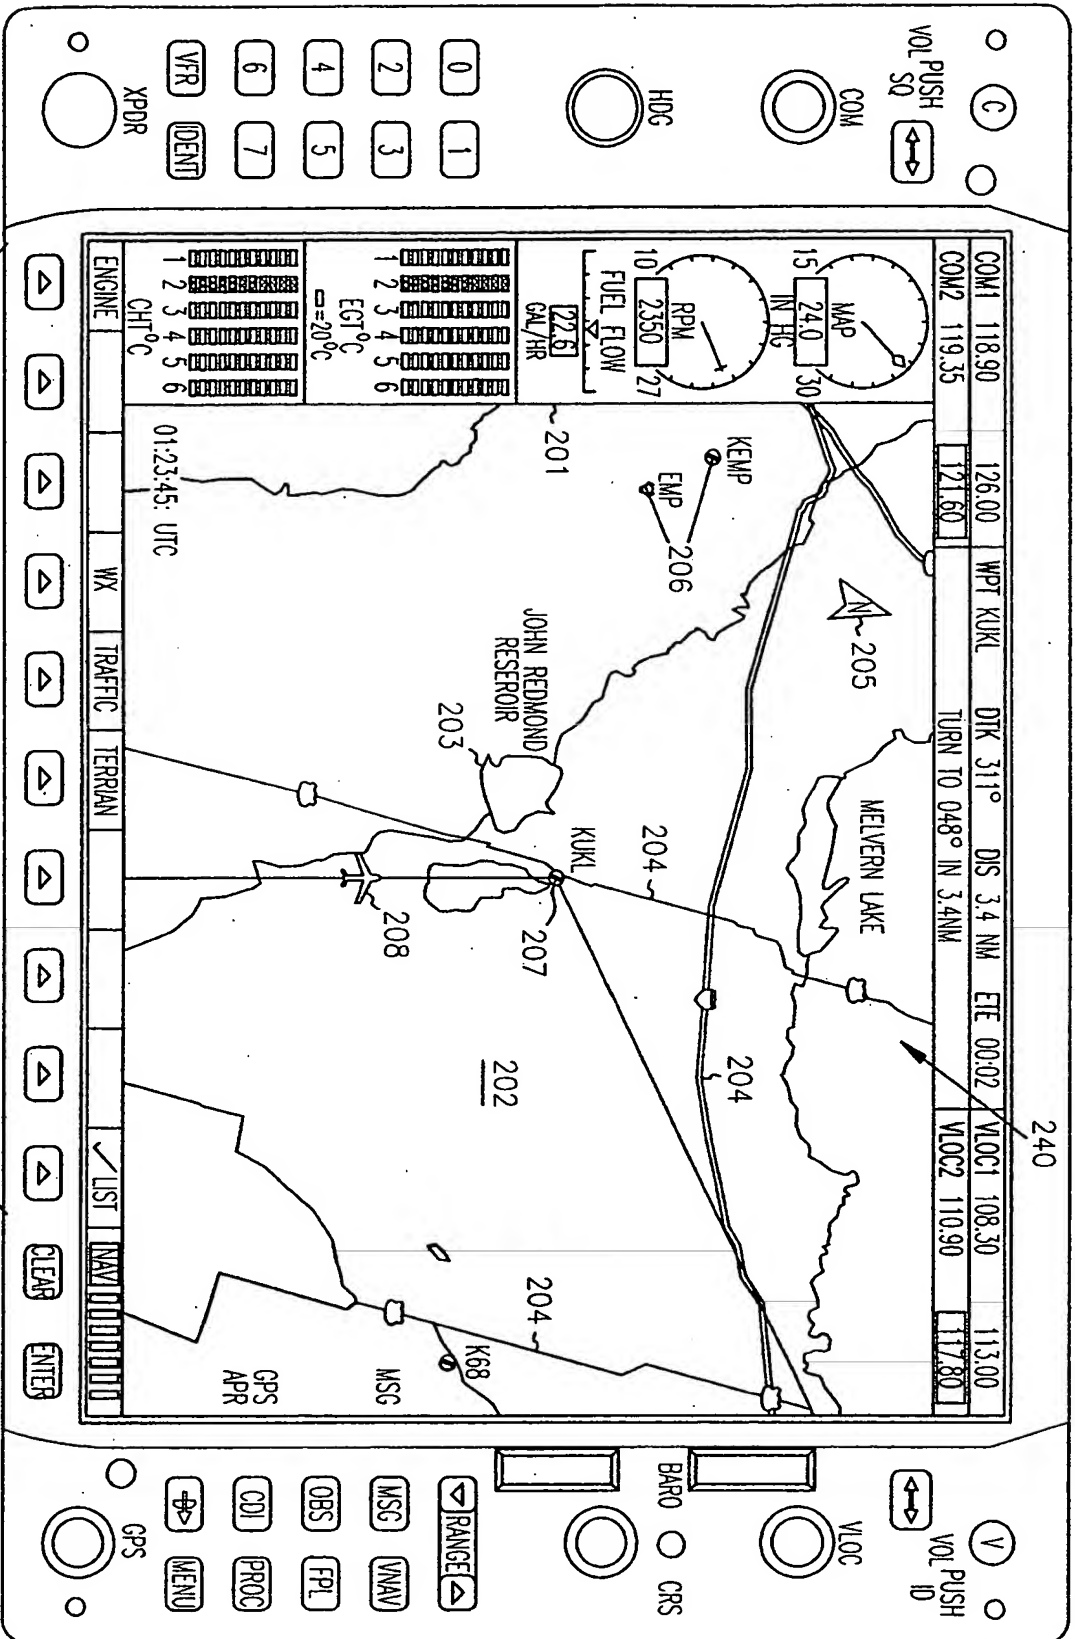 240
C
VOL PUSH
SQ
COM
HDG
0 1
2 3
4 5
6 7
VFR IDENT
XPDR
COM1 118.90 126.00 WPT KUKL DTK 311° DIS 3.4 NM ETE 00:02 VLOC1 108.30 113.00
COM2 119.35 121.60 TURN TO 048° IN 3.4NM VLOC2 110.90 117.80
MAP
15 24.0 30
IN HG
RPM
10 2350 27
FUEL FLOW
22.6
GAL/HR
1 2 3 4 5 6
EGT°C
=20°C
1 2 3 4 5 6
CHT°C
N
205
MELVERN LAKE
KEMP
EMP
206
201
204
204
JOHN REDMOND
RESEROIR
203
KUKL
207
208
202
204
K68
MSG
GPS
APR
01:23:45: UTC
ENGINE WX TRAFFIC TERRIAN LIST NAV
CLEAR ENTER
V
VOL PUSH
ID
VLOC
BARO CRS
RANGE
MSG VNAV
OBS FPL
CDI PROC
D MENU
GPS